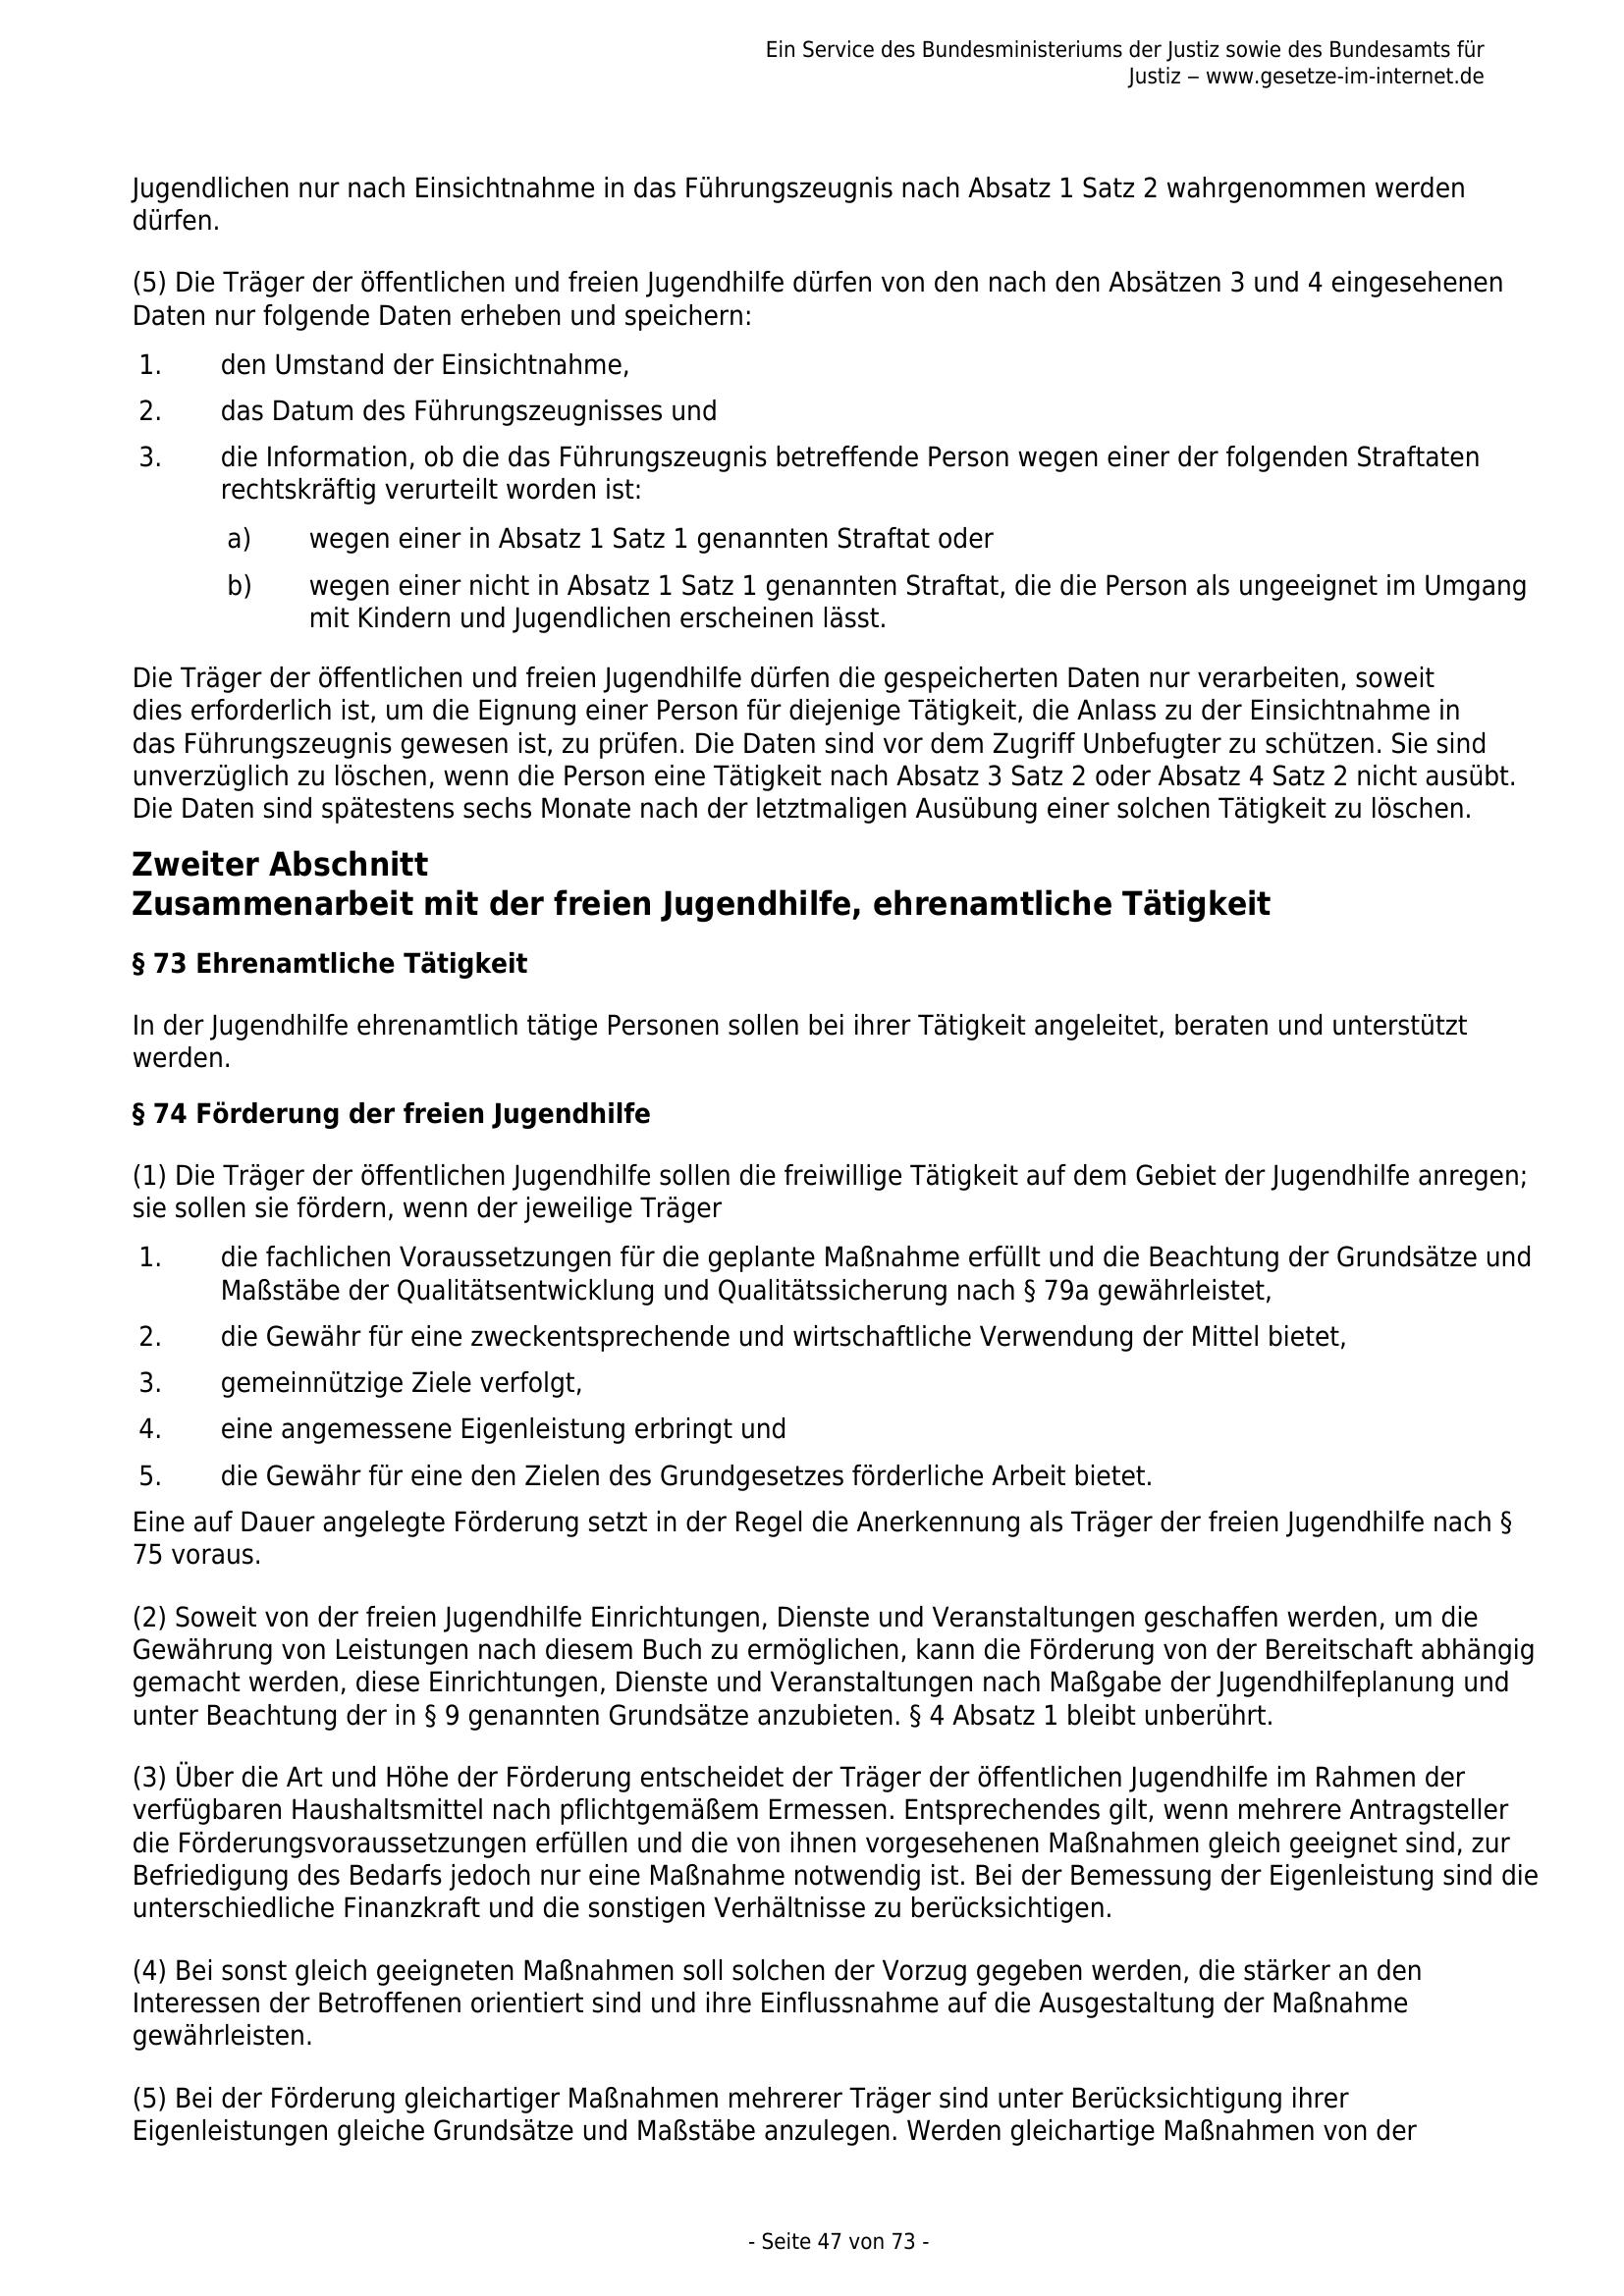 Ein Service des Bundesministeriums der Justiz sowie des Bundesamts für
Justiz ‒ www.gesetze-im-internet.de
Jugendlichen nur nach Einsichtnahme in das Führungszeugnis nach Absatz 1 Satz 2 wahrgenommen werden
dürfen.
(5) Die Träger der öffentlichen und freien Jugendhilfe dürfen von den nach den Absätzen 3 und 4 eingesehenen
Daten nur folgende Daten erheben und speichern:
1. den Umstand der Einsichtnahme,
2. das Datum des Führungszeugnisses und
3. die Information, ob die das Führungszeugnis betreffende Person wegen einer der folgenden Straftaten
rechtskräftig verurteilt worden ist:
a) wegen einer in Absatz 1 Satz 1 genannten Straftat oder
b) wegen einer nicht in Absatz 1 Satz 1 genannten Straftat, die die Person als ungeeignet im Umgang
mit Kindern und Jugendlichen erscheinen lässt.
Die Träger der öffentlichen und freien Jugendhilfe dürfen die gespeicherten Daten nur verarbeiten, soweit
dies erforderlich ist, um die Eignung einer Person für diejenige Tätigkeit, die Anlass zu der Einsichtnahme in
das Führungszeugnis gewesen ist, zu prüfen. Die Daten sind vor dem Zugriff Unbefugter zu schützen. Sie sind
unverzüglich zu löschen, wenn die Person eine Tätigkeit nach Absatz 3 Satz 2 oder Absatz 4 Satz 2 nicht ausübt.
Die Daten sind spätestens sechs Monate nach der letztmaligen Ausübung einer solchen Tätigkeit zu löschen.
Zweiter Abschnitt
Zusammenarbeit mit der freien Jugendhilfe, ehrenamtliche Tätigkeit
§ 73 Ehrenamtliche Tätigkeit
In der Jugendhilfe ehrenamtlich tätige Personen sollen bei ihrer Tätigkeit angeleitet, beraten und unterstützt
werden.
§ 74 Förderung der freien Jugendhilfe
(1) Die Träger der öffentlichen Jugendhilfe sollen die freiwillige Tätigkeit auf dem Gebiet der Jugendhilfe anregen;
sie sollen sie fördern, wenn der jeweilige Träger
1. die fachlichen Voraussetzungen für die geplante Maßnahme erfüllt und die Beachtung der Grundsätze und
Maßstäbe der Qualitätsentwicklung und Qualitätssicherung nach § 79a gewährleistet,
2. die Gewähr für eine zweckentsprechende und wirtschaftliche Verwendung der Mittel bietet,
3. gemeinnützige Ziele verfolgt,
4. eine angemessene Eigenleistung erbringt und
5. die Gewähr für eine den Zielen des Grundgesetzes förderliche Arbeit bietet.
Eine auf Dauer angelegte Förderung setzt in der Regel die Anerkennung als Träger der freien Jugendhilfe nach §
75 voraus.
(2) Soweit von der freien Jugendhilfe Einrichtungen, Dienste und Veranstaltungen geschaffen werden, um die
Gewährung von Leistungen nach diesem Buch zu ermöglichen, kann die Förderung von der Bereitschaft abhängig
gemacht werden, diese Einrichtungen, Dienste und Veranstaltungen nach Maßgabe der Jugendhilfeplanung und
unter Beachtung der in § 9 genannten Grundsätze anzubieten. § 4 Absatz 1 bleibt unberührt.
(3) Über die Art und Höhe der Förderung entscheidet der Träger der öffentlichen Jugendhilfe im Rahmen der
verfügbaren Haushaltsmittel nach pflichtgemäßem Ermessen. Entsprechendes gilt, wenn mehrere Antragsteller
die Förderungsvoraussetzungen erfüllen und die von ihnen vorgesehenen Maßnahmen gleich geeignet sind, zur
Befriedigung des Bedarfs jedoch nur eine Maßnahme notwendig ist. Bei der Bemessung der Eigenleistung sind die
unterschiedliche Finanzkraft und die sonstigen Verhältnisse zu berücksichtigen.
(4) Bei sonst gleich geeigneten Maßnahmen soll solchen der Vorzug gegeben werden, die stärker an den
Interessen der Betroffenen orientiert sind und ihre Einflussnahme auf die Ausgestaltung der Maßnahme
gewährleisten.
(5) Bei der Förderung gleichartiger Maßnahmen mehrerer Träger sind unter Berücksichtigung ihrer
Eigenleistungen gleiche Grundsätze und Maßstäbe anzulegen. Werden gleichartige Maßnahmen von der
- Seite 47 von 73 -